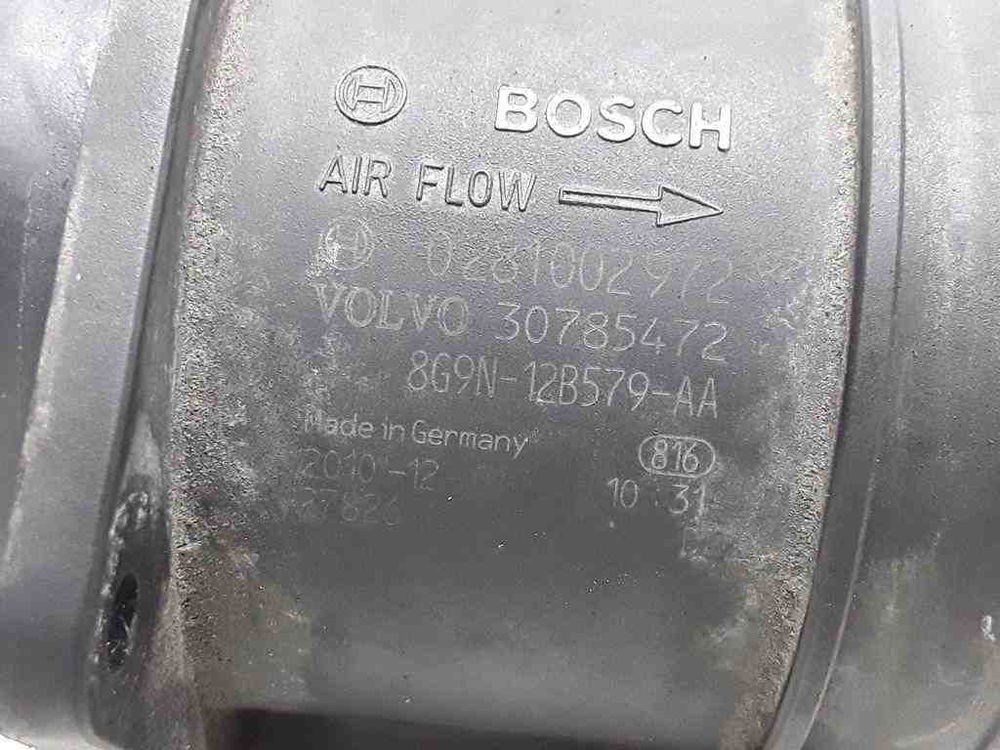 BOSCH
AIR FLOW
0281002972
VOLVO 30785472
8G9N-12B579-AA
Made in Germany
816
2010-12
10:31